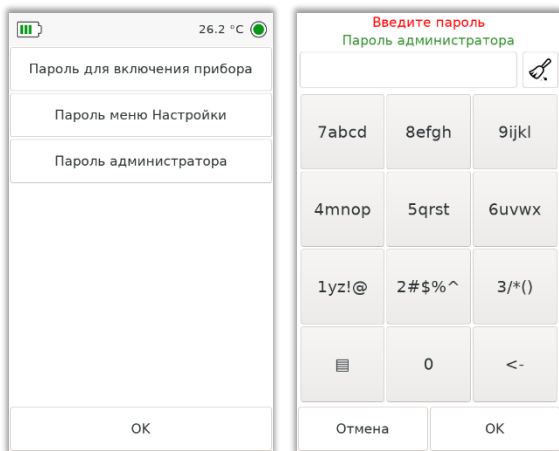 26.2 °C
Пароль для включения прибора
Пароль меню Настройки
Пароль администратора
OK
Введите пароль
Пароль администратора
7abcd 8efgh 9ijkl
4mnop 5qrst 6uvwx
1yz!@ 2#$%^ 3/*()
0 <-
Отмена OK